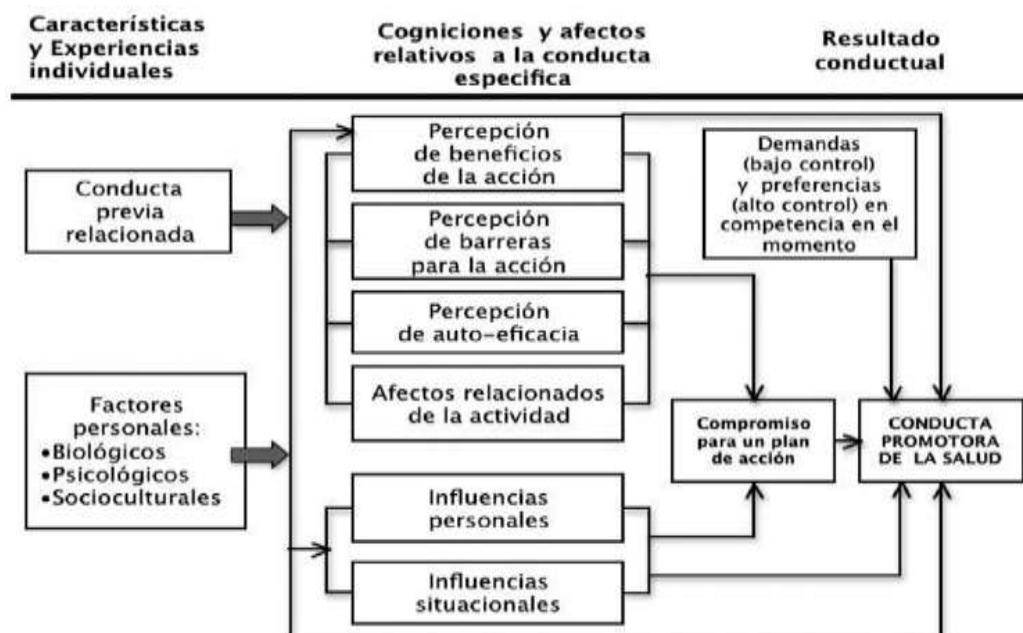 Características
y Experiencias
individuales
Cogniciones y afectos
relativos a la conducta
especifica
Resultado
conductual
Conducta
previa
relacionada
Factores
personales:
•Biológicos
•Psicológicos
•Socioculturales
Percepción
de beneficios
de la acción
Percepción
de barreras
para la acción
Percepción
de auto-eficacia
Afectos relacionados
de la actividad
Influencias
personales
Influencias
situacionales
Demandas
(bajo control)
y preferencias
(alto control) en
competencia en el
momento
Compromiso
para un plan
de acción
CONDUCTA
PROMOTORA
DE LA SALUD